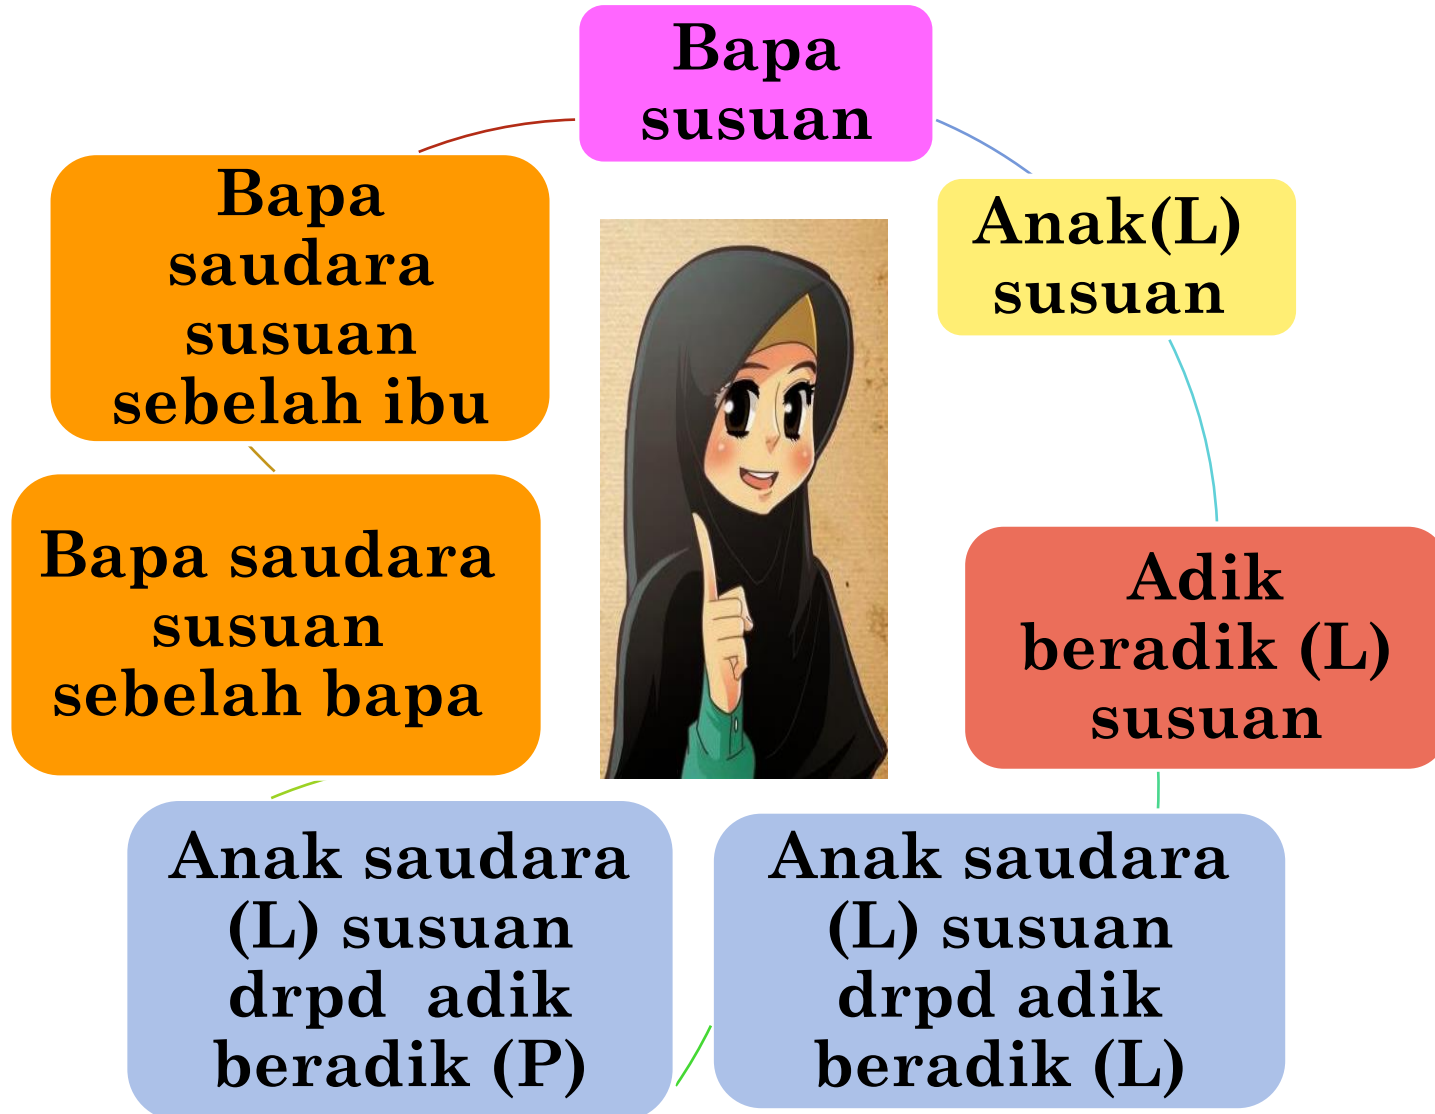 Bapa
susuan
Anak(L)
susuan
Adik
beradik (L)
susuan
Anak saudara
(L) susuan
drpd adik
beradik (L)
Anak saudara
(L) susuan
drpd  adik
beradik (P)
Bapa saudara
susuan
sebelah bapa
Bapa
saudara
susuan
sebelah ibu